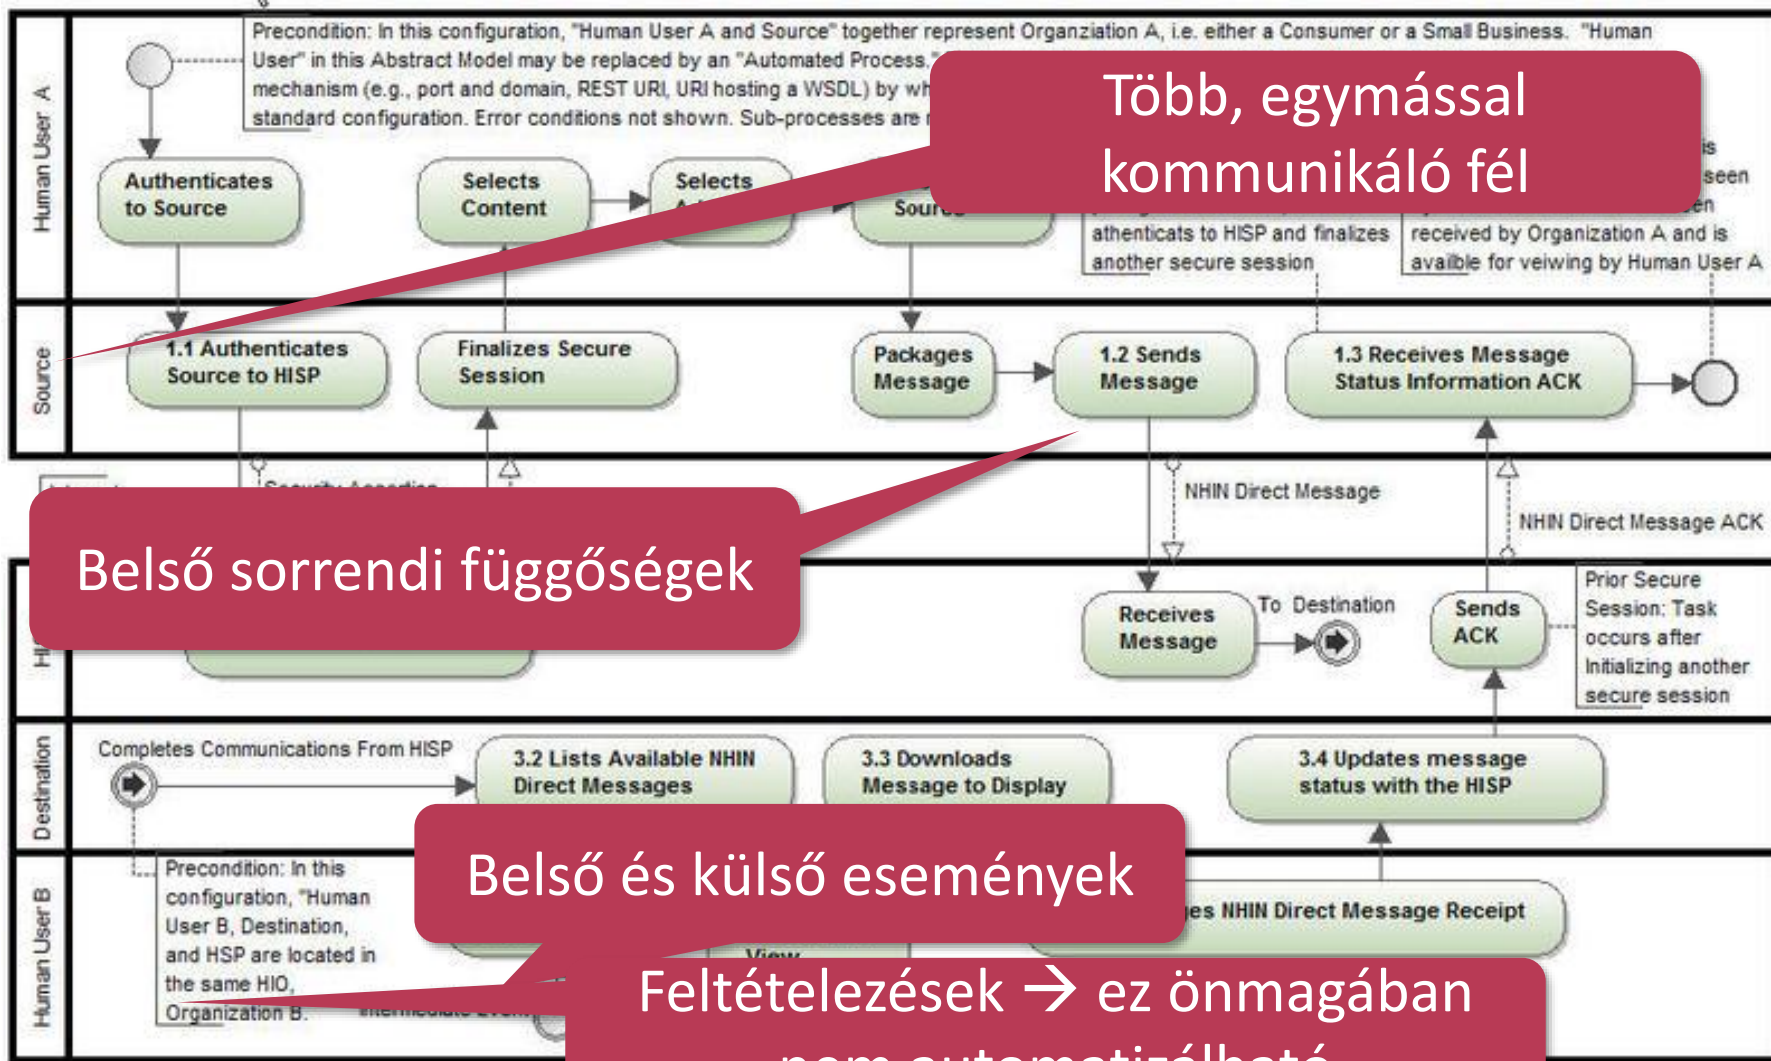 Precondition: In this configuration, "Human User A and Source" together represent Organziation A, i.e. either a Consumer or a Small Business. "Human
User" in this Abstract Model may be replaced by an "Automated Process."
mechanism (e.g., port and domain, REST URI, URI hosting a WSDL) by
standard configuration. Error conditions not shown. Sub-processes are
Több, egymással
kommunikáló fél
Human User A
Authenticates
to Source
Selects
Content
Selects
is
seen
athenticats to HISP and finalizes
another secure session
received by Organization A and is
availble for veiwing by Human User A
Source
1.1 Authenticates
Source to HISP
Finalizes Secure
Session
Packages
Message
1.2 Sends
Message
1.3 Receives Message
Status Information ACK
NHIN Direct Message
NHIN Direct Message ACK
Belső sorrendi függőségek
Receives
Message
To Destination
Sends
ACK
Prior Secure
Session: Task
occurs after
Initializing another
secure session
Destination
Completes Communications From HISP
3.2 Lists Available NHIN
Direct Messages
3.3 Downloads
Message to Display
3.4 Updates message
status with the HISP
Belső és külső események
Human User B
Precondition: In this
configuration, "Human
User B, Destination,
and HSP are located in
the same HIO,
Organization B.
NHIN Direct Message Receipt
View
Feltételezések → ez önmagában
nem automatizálható